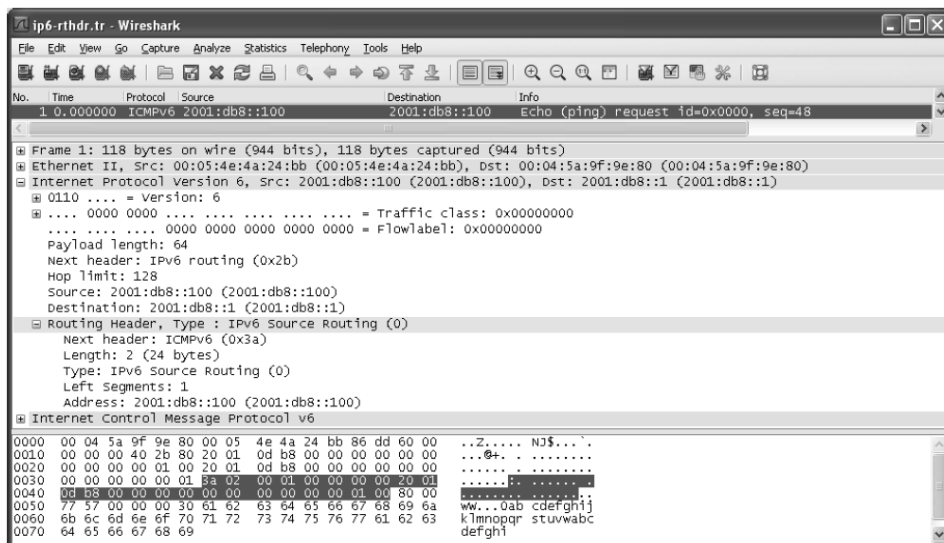 ip6-rthdr.tr - Wireshark
File Edit View Go Capture Analyze Statistics Telephony Tools Help
No. Time Protocol Source Destination Info
1 0.000000 ICMPv6 2001:db8::100 2001:db8::100 Echo (ping) request id=0x0000, seq=48
Frame 1: 118 bytes on wire (944 bits), 118 bytes captured (944 bits)
Ethernet II, Src: 00:05:4e:4a:24:bb (00:05:4e:4a:24:bb), Dst: 00:04:5a:9f:9e:80 (00:04:5a:9f:9e:80)
Internet Protocol Version 6, Src: 2001:db8::100 (2001:db8::100), Dst: 2001:db8::1 (2001:db8::1)
0110 .... = Version: 6
.... 0000 0000 .... .... .... .... .... = Traffic class: 0x00000000
.... .... .... 0000 0000 0000 0000 0000 = Flowlabel: 0x00000000
Payload length: 64
Next header: IPv6 routing (0x2b)
Hop limit: 128
Source: 2001:db8::100 (2001:db8::100)
Destination: 2001:db8::1 (2001:db8::1)
Routing Header, Type : IPv6 Source Routing (0)
Next header: ICMPv6 (0x3a)
Length: 2 (24 bytes)
Type: IPv6 Source Routing (0)
Left Segments: 1
Address: 2001:db8::100 (2001:db8::100)
Internet Control Message Protocol v6
0000 00 04 5a 9f 9e 80 00 05 4e 4a 24 bb 86 dd 60 00 ..Z..... NJ$...`.
0010 00 00 00 40 2b 80 20 01 0d b8 00 00 00 00 00 00 ...@+. . ........
0020 00 00 00 00 01 00 20 01 0d b8 00 00 00 00 00 00 ...... . ........
0030 00 00 00 00 00 01 3a 02 00 01 00 00 00 00 20 01 ......:. ...... .
0040 0d b8 00 00 00 00 00 00 00 00 00 00 01 00 80 00 ........ ........
0050 77 57 00 00 00 30 61 62 63 64 65 66 67 68 69 6a wW...0ab cdefghij
0060 6b 6c 6d 6e 6f 70 71 72 73 74 75 76 77 61 62 63 klmnopqr stuvwabc
0070 64 65 66 67 68 69 defghi